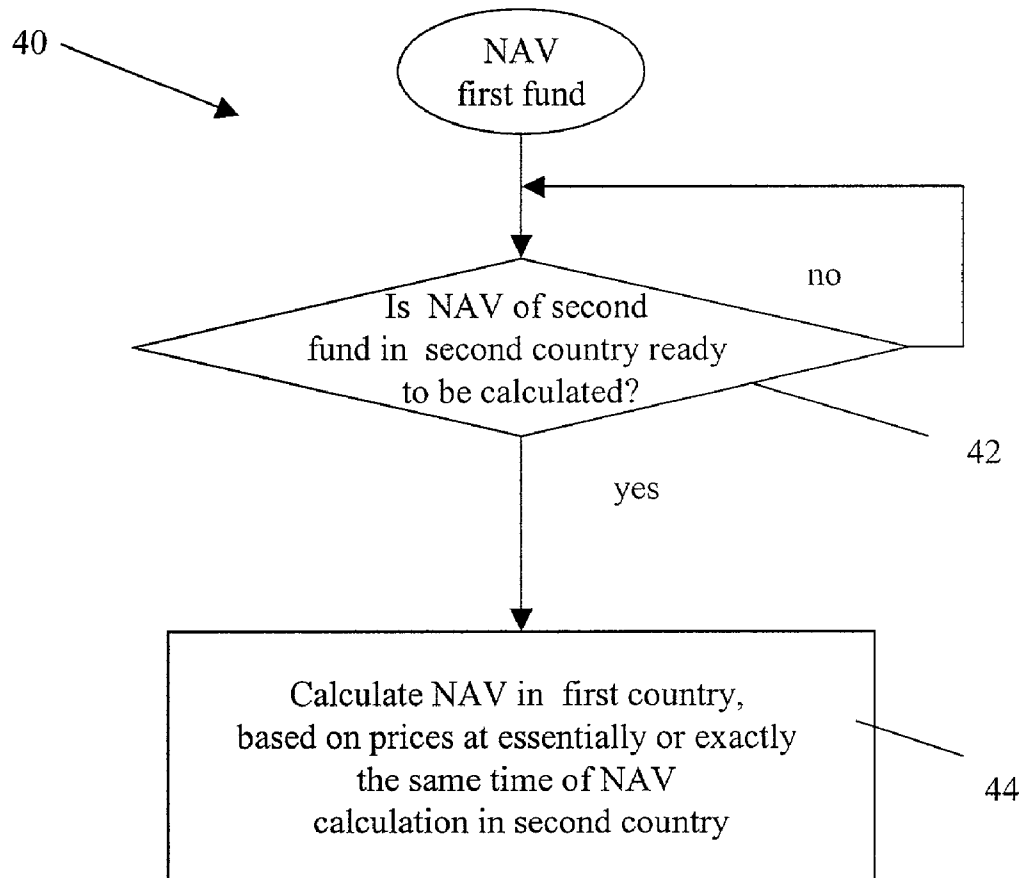 40
NAV
first fund
no
Is NAV of second
fund in second country ready
to be calculated?
42
yes
Calculate NAV in first country,
based on prices at essentially or exactly
the same time of NAV
calculation in second country
44